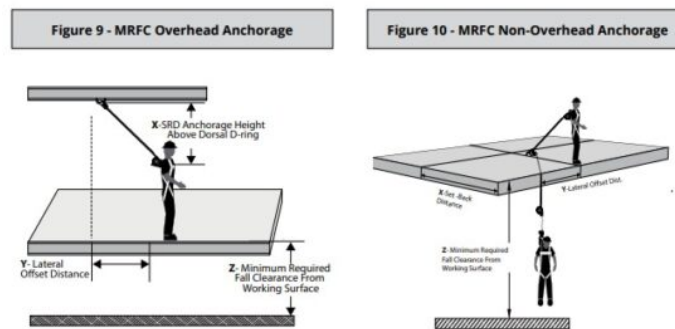 Figure 9 - MRFC Overhead Anchorage
Figure 10 - MRFC Non-Overhead Anchorage
X-SRD Anchorage Height
Above Dorsal D-ring
Y- Lateral
Offset Distance
Z- Minimum Required
Fall Clearance From
Working Surface
X-Set -Back
Distance
Y-Lateral Offset Dist.
Z- Minimum Required
Fall Clearance From
Working Surface